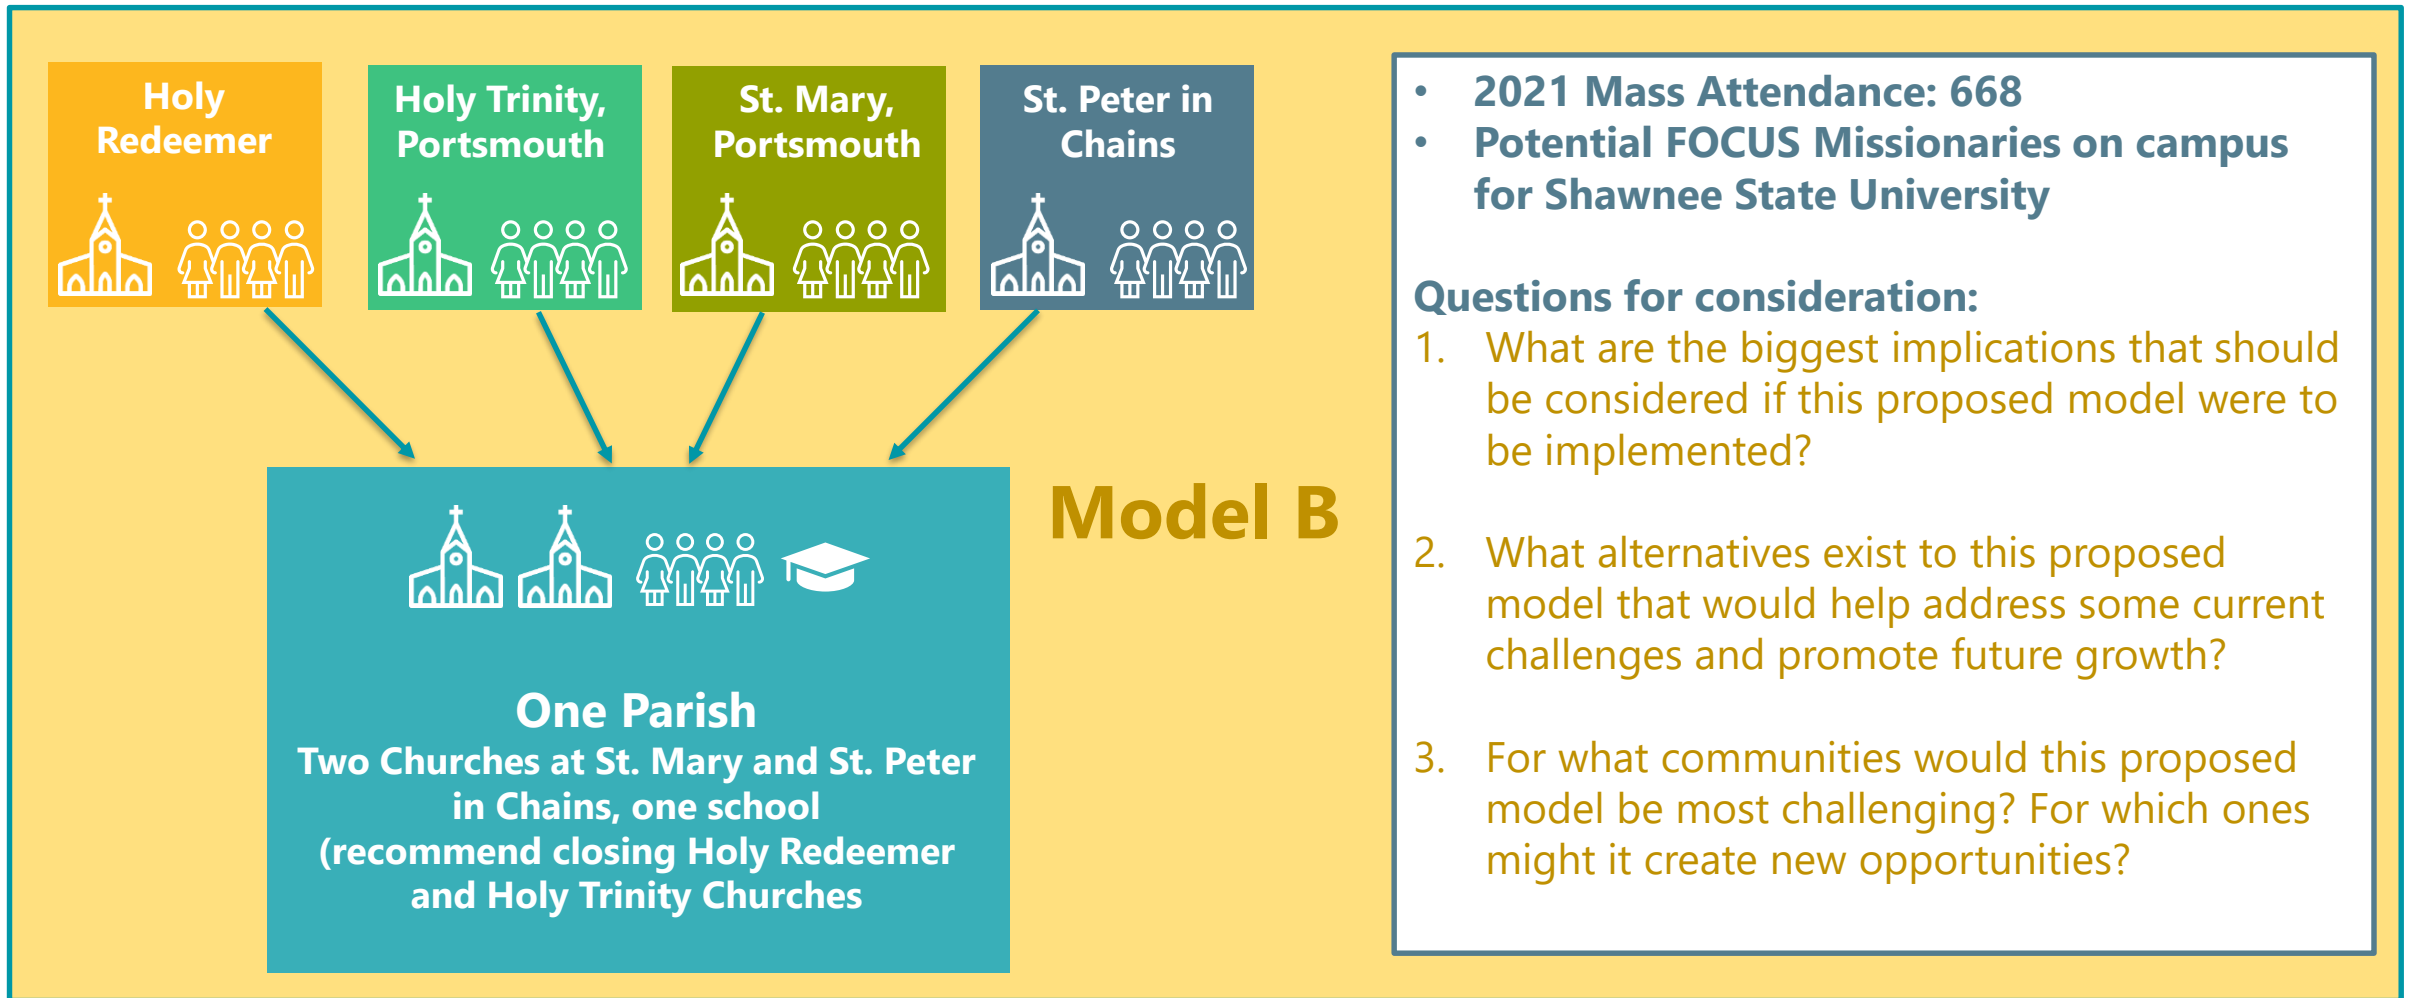 Holy
Redeemer
Holy Trinity,
Portsmouth
St. Mary,
Portsmouth
St. Peter in
Chains
One Parish
Two Churches at St. Mary and St. Peter
in Chains, one school
(recommend closing Holy Redeemer
and Holy Trinity Churches
Model B
• 2021 Mass Attendance: 668
• Potential FOCUS Missionaries on campus
for Shawnee State University
Questions for consideration:
1. What are the biggest implications that should
be considered if this proposed model were to
be implemented?
2. What alternatives exist to this proposed
model that would help address some current
challenges and promote future growth?
3. For what communities would this proposed
model be most challenging? For which ones
might it create new opportunities?